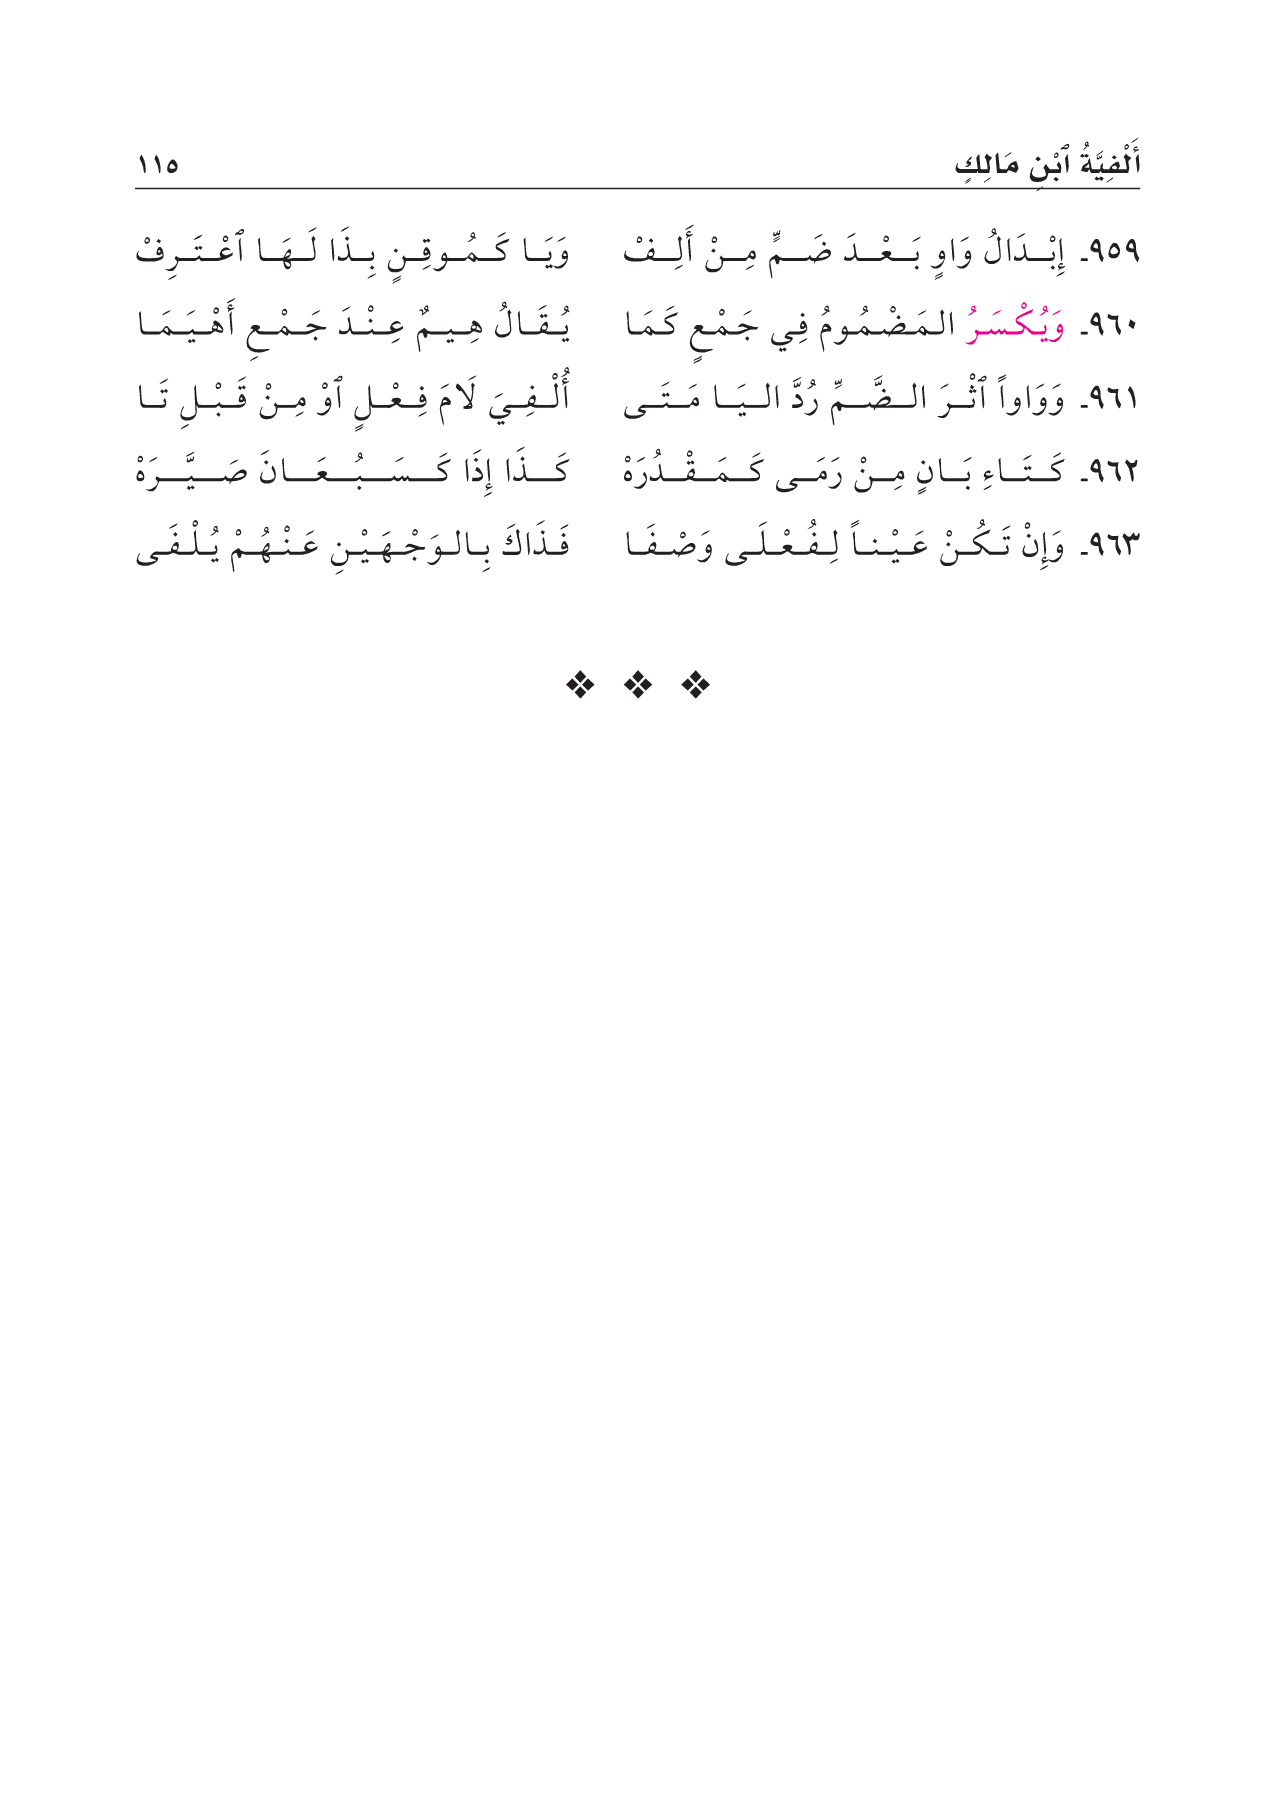 أَلْفِيَّةُ ٱبْنِ مَالِكٍ ١١٥
٩٥٩ـ إِبْدَالُ وَاوٍ بَعْدَ ضَمٍّ مِنْ أَلِفْ وَيَا كَمُوقِنٍ بِذَا لَهَا ٱعْتَرِفْ
٩٦٠ـ وَيُكْسَرُ المَضْمُومُ فِي جَمْعٍ كَمَا يُقَالُ هِيمٌ عِنْدَ جَمْعِ أَهْيَمَا
٩٦١ـ وَوَاواً ٱثْرَ الضَّمِّ رُدَّ اليَا مَتَى أُلْفِيَ لَامَ فِعْلٍ ٱوْ مِنْ قَبْلِ تَا
٩٦٢ـ كَتَاءِ بَانٍ مِنْ رَمَى كَمَقْدُرَهْ كَذَا إِذَا كَسَبُعَانَ صَيَّرَهْ
٩٦٣ـ وَإِنْ تَكُنْ عَيْناً لِفُعْلَى وَصْفَا فَذَاكَ بِالوَجْهَيْنِ عَنْهُمْ يُلْفَى